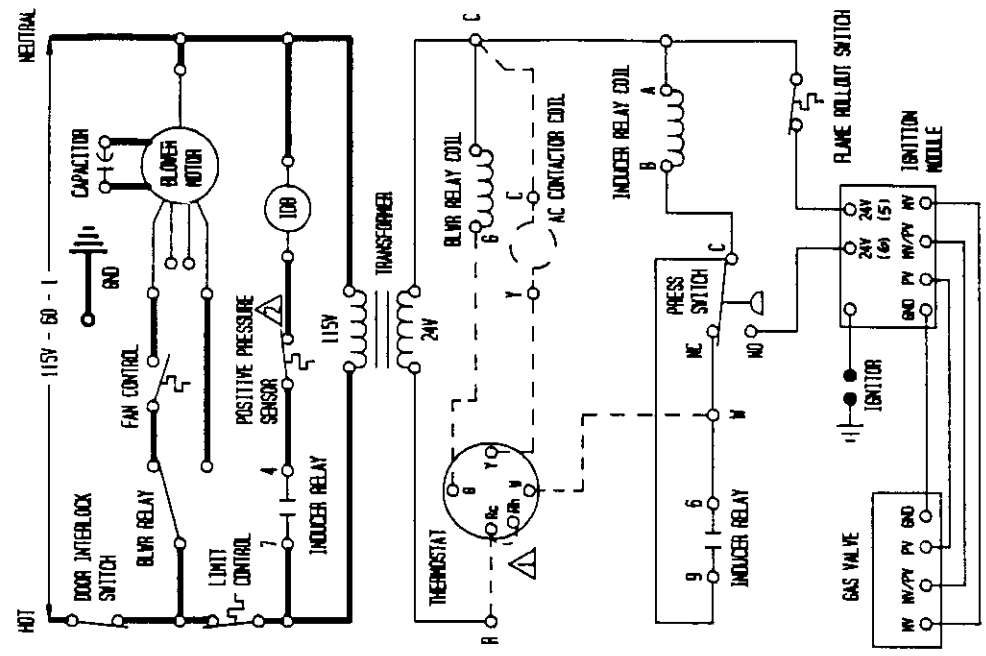 HOT
115V - 60 - 1
NEUTRAL
DOOR INTERLOCK
SWITCH
BLWR RELAY
FAN CONTROL
GND
CAPACITOR
BLOWER
MOTOR
LIMIT
CONTROL
7
4
INDUCER RELAY
POSITIVE PRESSURE
SENSOR
2
IDB
115V
TRANSFORMER
24V
THERMOSTAT
R
Rc
Rh
G
Y
W
1
BLWR RELAY COIL
G
C
Y
C
AC CONTACTOR COIL
INDUCER RELAY COIL
B
A
PRESS
SWITCH
C
NC
NO
W
9
6
INDUCER RELAY
FLAME ROLLOUT SWITCH
IGNITION
MODULE
24V
(6)
24V
(5)
GND
PV
MV/PV
MV
IGNITOR
GAS VALVE
MV
MV/PV
PV
GND